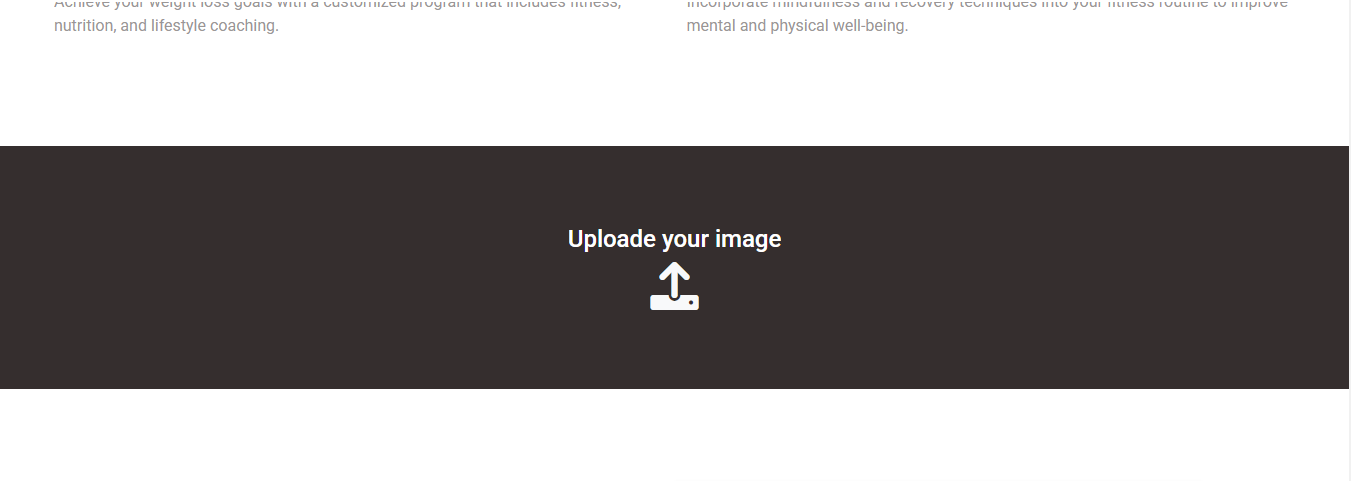 Achieve your weight loss goals with a customized program that includes fitness,
nutrition, and lifestyle coaching.
Incorporate mindfulness and recovery techniques into your fitness routine to improve
mental and physical well-being.
Uploade your image